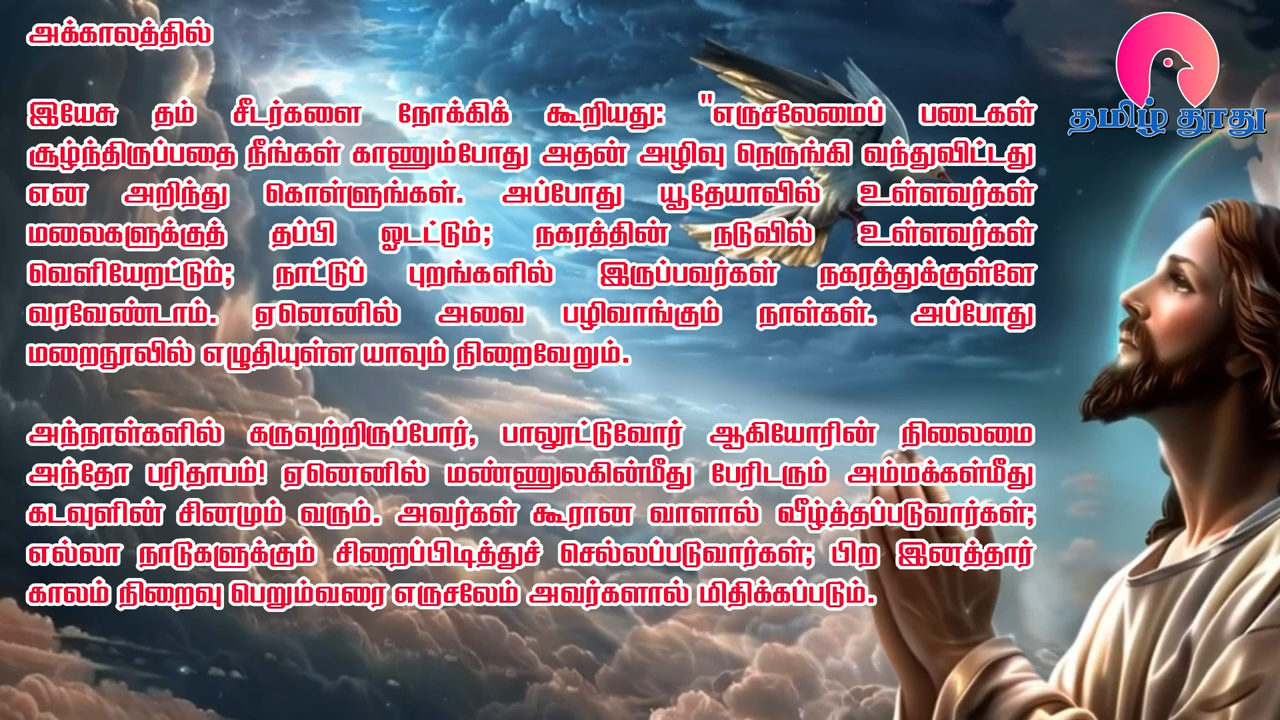 அக்காலத்தில்
தமிழ் தூது
இயேசு தம் சீடர்களை நோக்கிக் கூறியது: "எருசலேமைப் படைகள்
சூழ்ந்திருப்பதை நீங்கள் காணும்போது அதன் அழிவு நெருங்கி வந்துவிட்டது
என அறிந்து கொள்ளுங்கள். அப்போது யூதேயாவில் உள்ளவர்கள்
மலைகளுக்குத் தப்பி ஓடட்டும்; நகரத்தின் நடுவில் உள்ளவர்கள்
வெளியேறட்டும்; நாட்டுப் புறங்களில் இருப்பவர்கள் நகரத்துக்குள்ளே
வரவேண்டாம். ஏனெனில் அவை பழிவாங்கும் நாள்கள். அப்போது
மறைநூலில் எழுதியுள்ள யாவும் நிறைவேறும்.
அந்நாள்களில் கருவுற்றிருப்போர், பாலூட்டுவோர் ஆகியோரின் நிலைமை
அந்தோ பரிதாபம்! ஏனெனில் மண்ணுலகின்மீது பேரிடரும் அம்மக்கள்மீது
கடவுளின் சினமும் வரும். அவர்கள் கூரான வாளால் வீழ்த்தப்படுவார்கள்;
எல்லா நாடுகளுக்கும் சிறைப்பிடித்துச் செல்லப்படுவார்கள்; பிற இனத்தார்
காலம் நிறைவு பெறும்வரை எருசலேம் அவர்களால் மிதிக்கப்படும்.